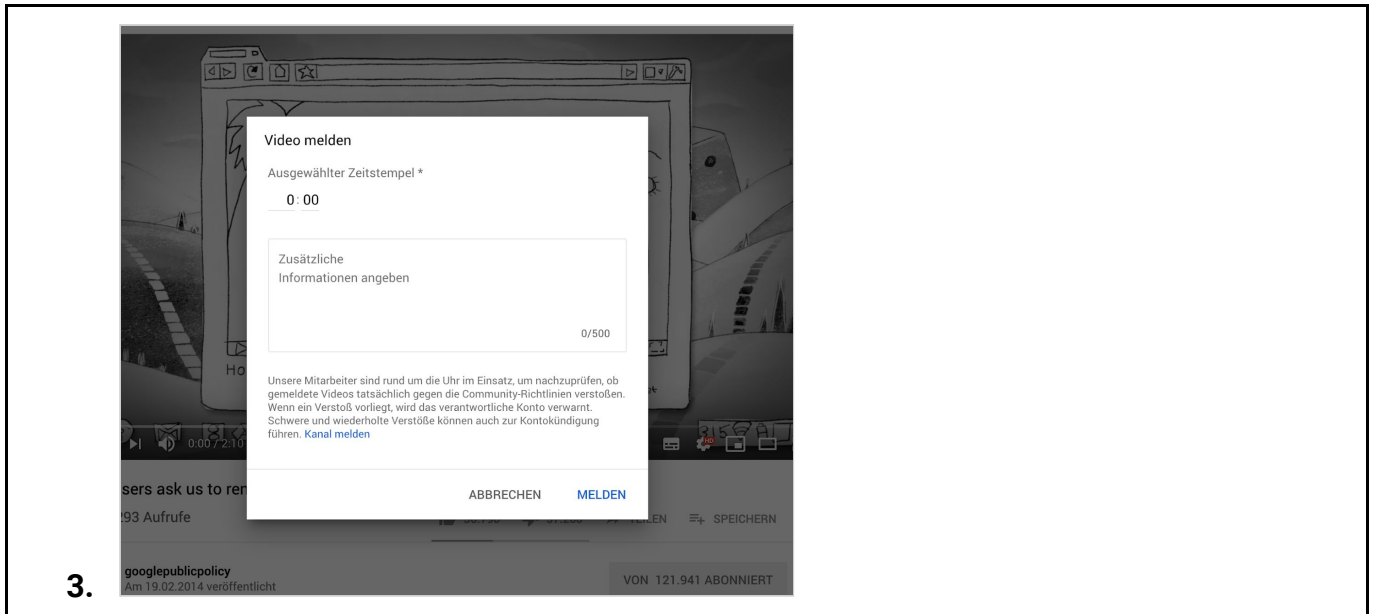 Video melden
Ausgewählter Zeitstempel *
0: 00
Zusätzliche
Informationen angeben
0/500
Unsere Mitarbeiter sind rund um die Uhr im Einsatz, um nachzuprüfen, ob
gemeldete Videos tatsächlich gegen die Community-Richtlinien verstoßen.
Wenn ein Verstoß vorliegt, wird das verantwortliche Konto verwarnt.
Schwere und wiederholte Verstöße können auch zur Kontokündigung
führen. Kanal melden
Ho
0:00 / 2:10
HD
ABBRECHEN MELDEN
sers ask us to ren
293 Aufrufe
SPEICHERN
googlepublicpolicy
Am 19.02.2014 veröffentlicht
VON 121.941 ABONNIERT
3.